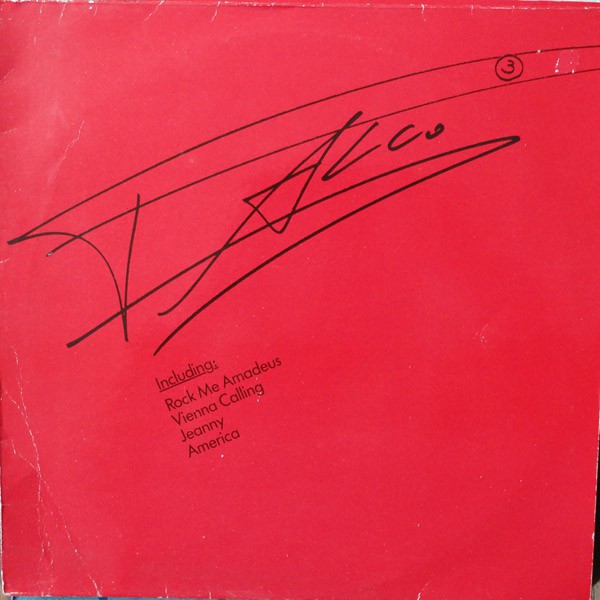 3
FALCO
Including:
Rock Me Amadeus
Vienna Calling
Jeanny
America